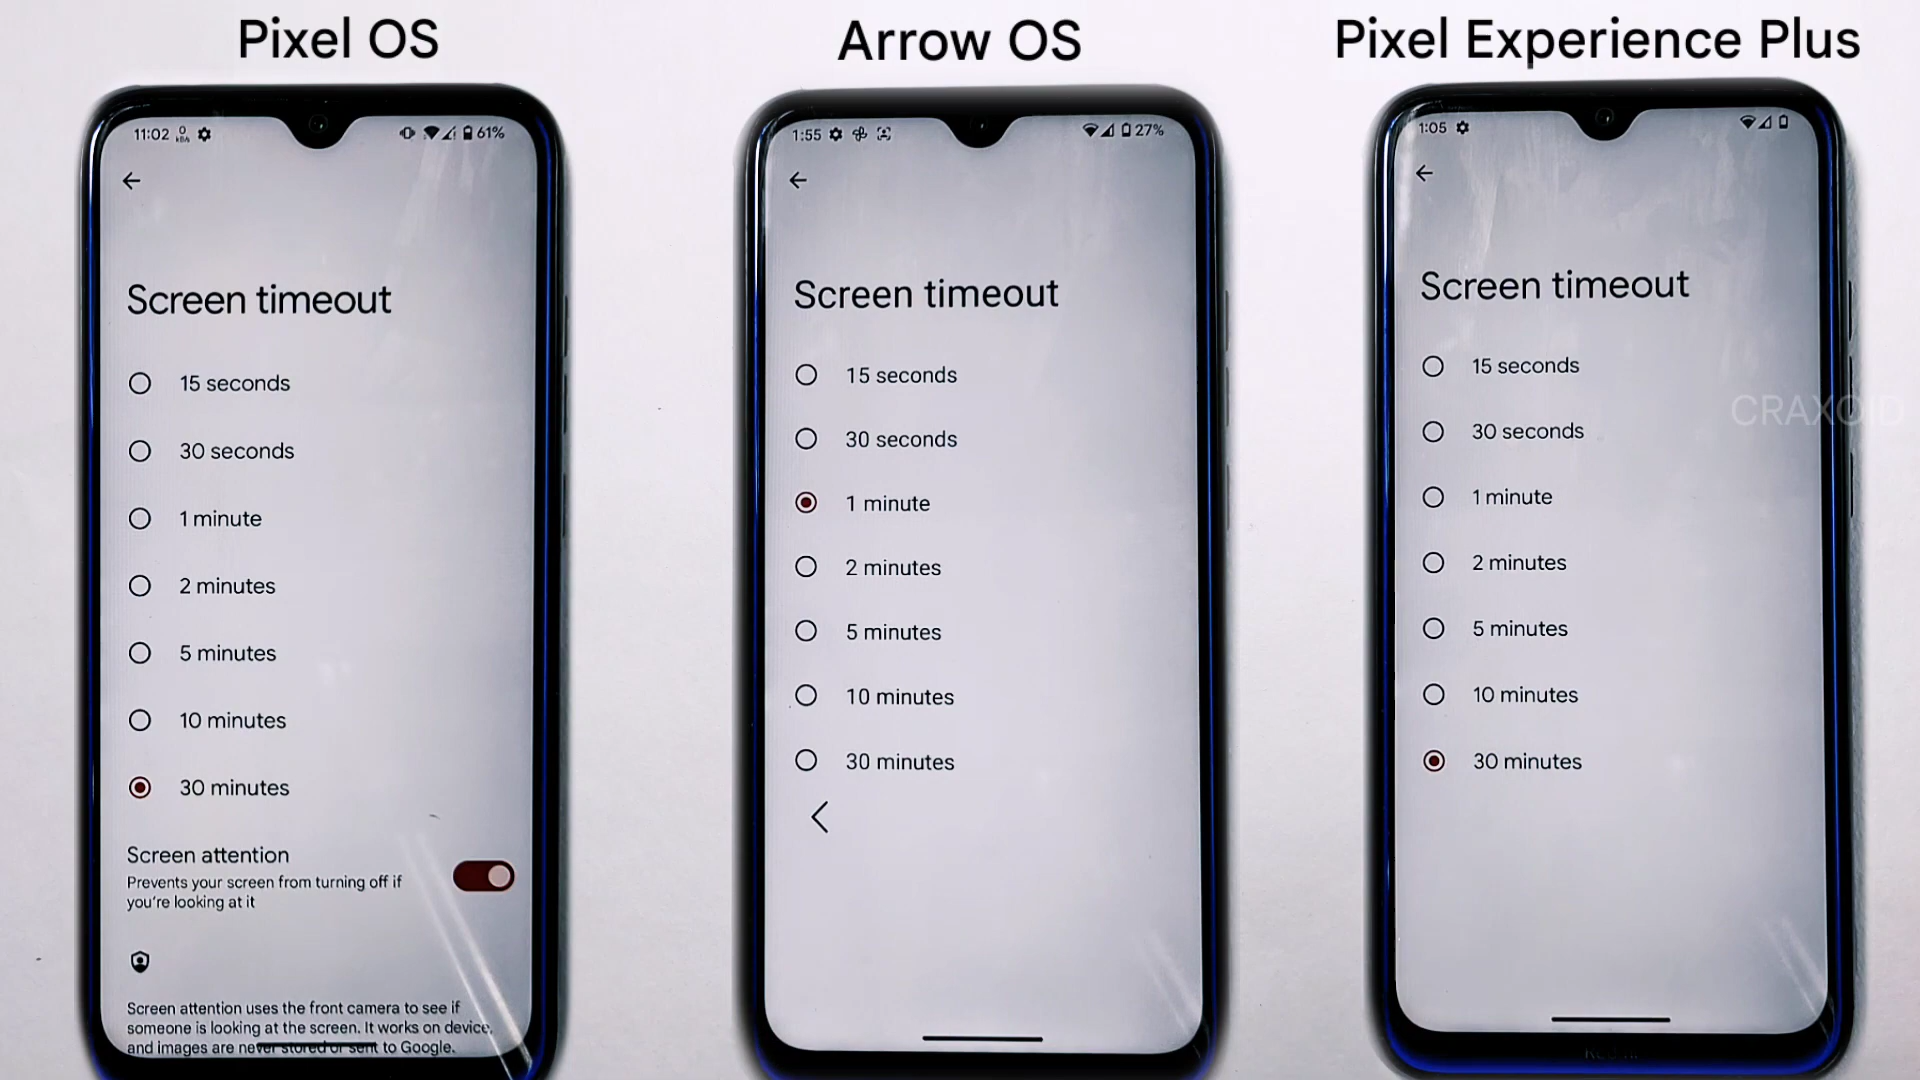 Pixel OS
11:02 0 61%
Screen timeout
15 seconds
30 seconds
1 minute
2 minutes
5 minutes
10 minutes
30 minutes
Screen attention
Prevents your screen from turning off if
you're looking at it
Screen attention uses the front camera to see if
someone is looking at the screen. It works on device,
and images are never stored or sent to Google.
Arrow OS
1:55 27%
Screen timeout
15 seconds
30 seconds
1 minute
2 minutes
5 minutes
10 minutes
30 minutes
Pixel Experience Plus
1:05
Screen timeout
15 seconds
30 seconds
1 minute
2 minutes
5 minutes
10 minutes
30 minutes
CRAXOID